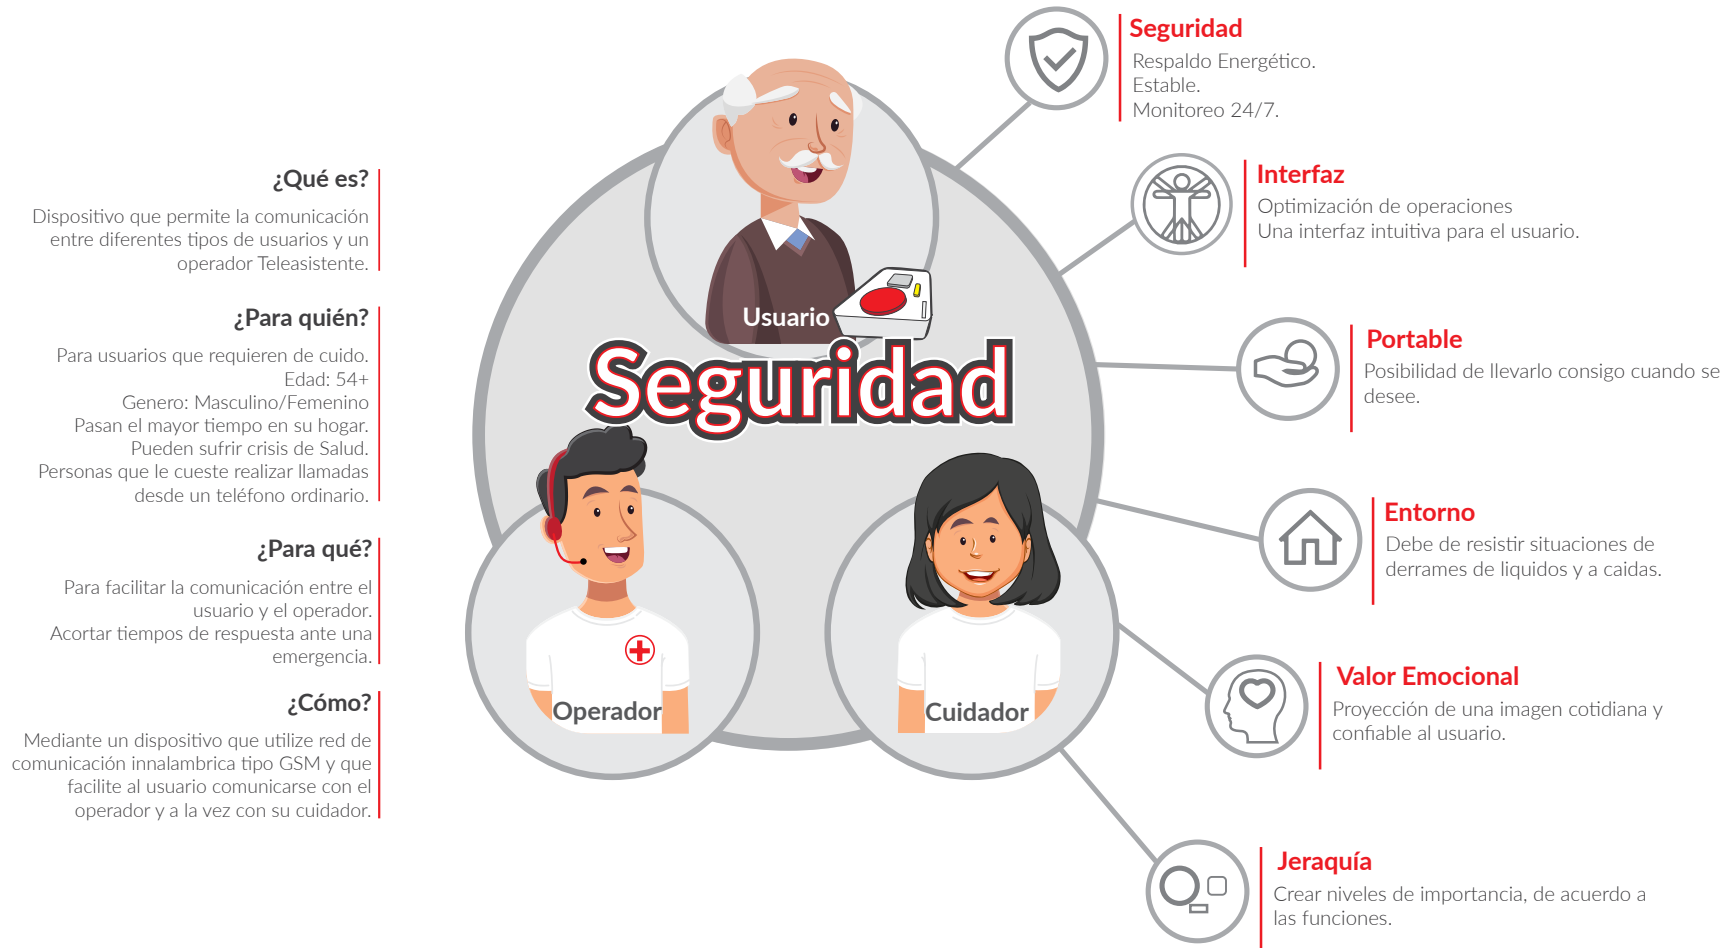 ¿Qué es?
Dispositivo que permite la comunicación
entre diferentes tipos de usuarios y un
operador Teleasistente.
¿Para quién?
Para usuarios que requieren de cuido.
Edad: 54+
Genero: Masculino/Femenino
Pasan el mayor tiempo en su hogar.
Pueden sufrir crisis de Salud.
Personas que le cueste realizar llamadas
desde un teléfono ordinario.
¿Para qué?
Para facilitar la comunicación entre el
usuario y el operador.
Acortar tiempos de respuesta ante una
emergencia.
¿Cómo?
Mediante un dispositivo que utilize red de
comunicación innalambrica tipo GSM y que
facilite al usuario comunicarse con el
operador y a la vez con su cuidador.
Usuario
Seguridad
Operador
Cuidador
Seguridad
Respaldo Energético.
Estable.
Monitoreo 24/7.
Interfaz
Optimización de operaciones
Una interfaz intuitiva para el usuario.
Portable
Posibilidad de llevarlo consigo cuando se
desee.
Entorno
Debe de resistir situaciones de
derrames de liquidos y a caidas.
Valor Emocional
Proyección de una imagen cotidiana y
confiable al usuario.
Jeraquía
Crear niveles de importancia, de acuerdo a
las funciones.